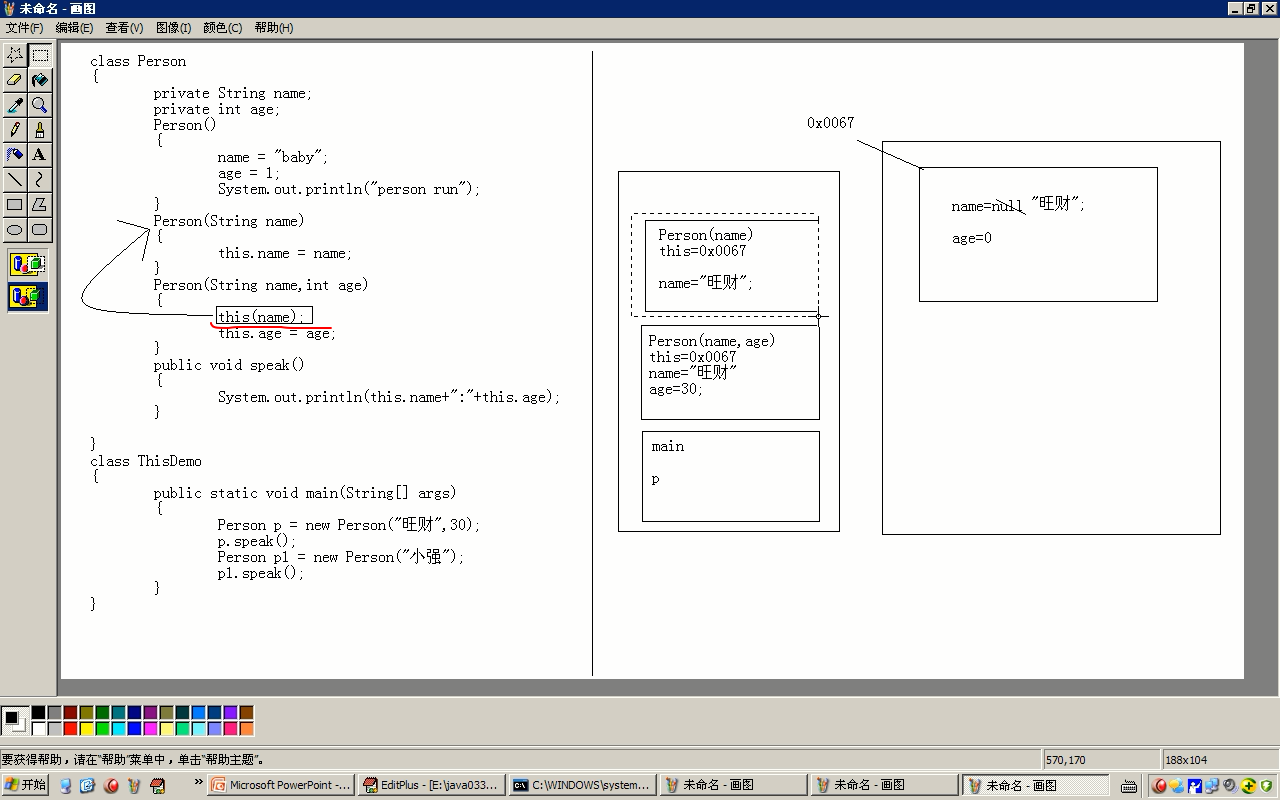 未命名 - 画图
文件(F) 编辑(E) 查看(V) 图像(I) 颜色(C) 帮助(H)
class Person
{
private String name;
private int age;
Person()
{
name = "baby";
age = 1;
System.out.println("person run");
}
Person(String name)
{
this.name = name;
}
Person(String name,int age)
{
this(name);
this.age = age;
}
public void speak()
{
System.out.println(this.name+":"+this.age);
}
}
class ThisDemo
{
public static void main(String[] args)
{
Person p = new Person("旺财",30);
p.speak();
Person p1 = new Person("小强");
p1.speak();
}
}
Person(name)
this=0x0067
name="旺财";
Person(name,age)
this=0x0067
name="旺财"
age=30;
main
p
0x0067
name=null "旺财";
age=0
A
要获得帮助，请在“帮助”菜单中，单击“帮助主题”。
570,170
188x104
开始
»
Microsoft PowerPoint -...
EditPlus - [E:\java033...
C:\WINDOWS\system...
未命名 - 画图
未命名 - 画图
未命名 - 画图